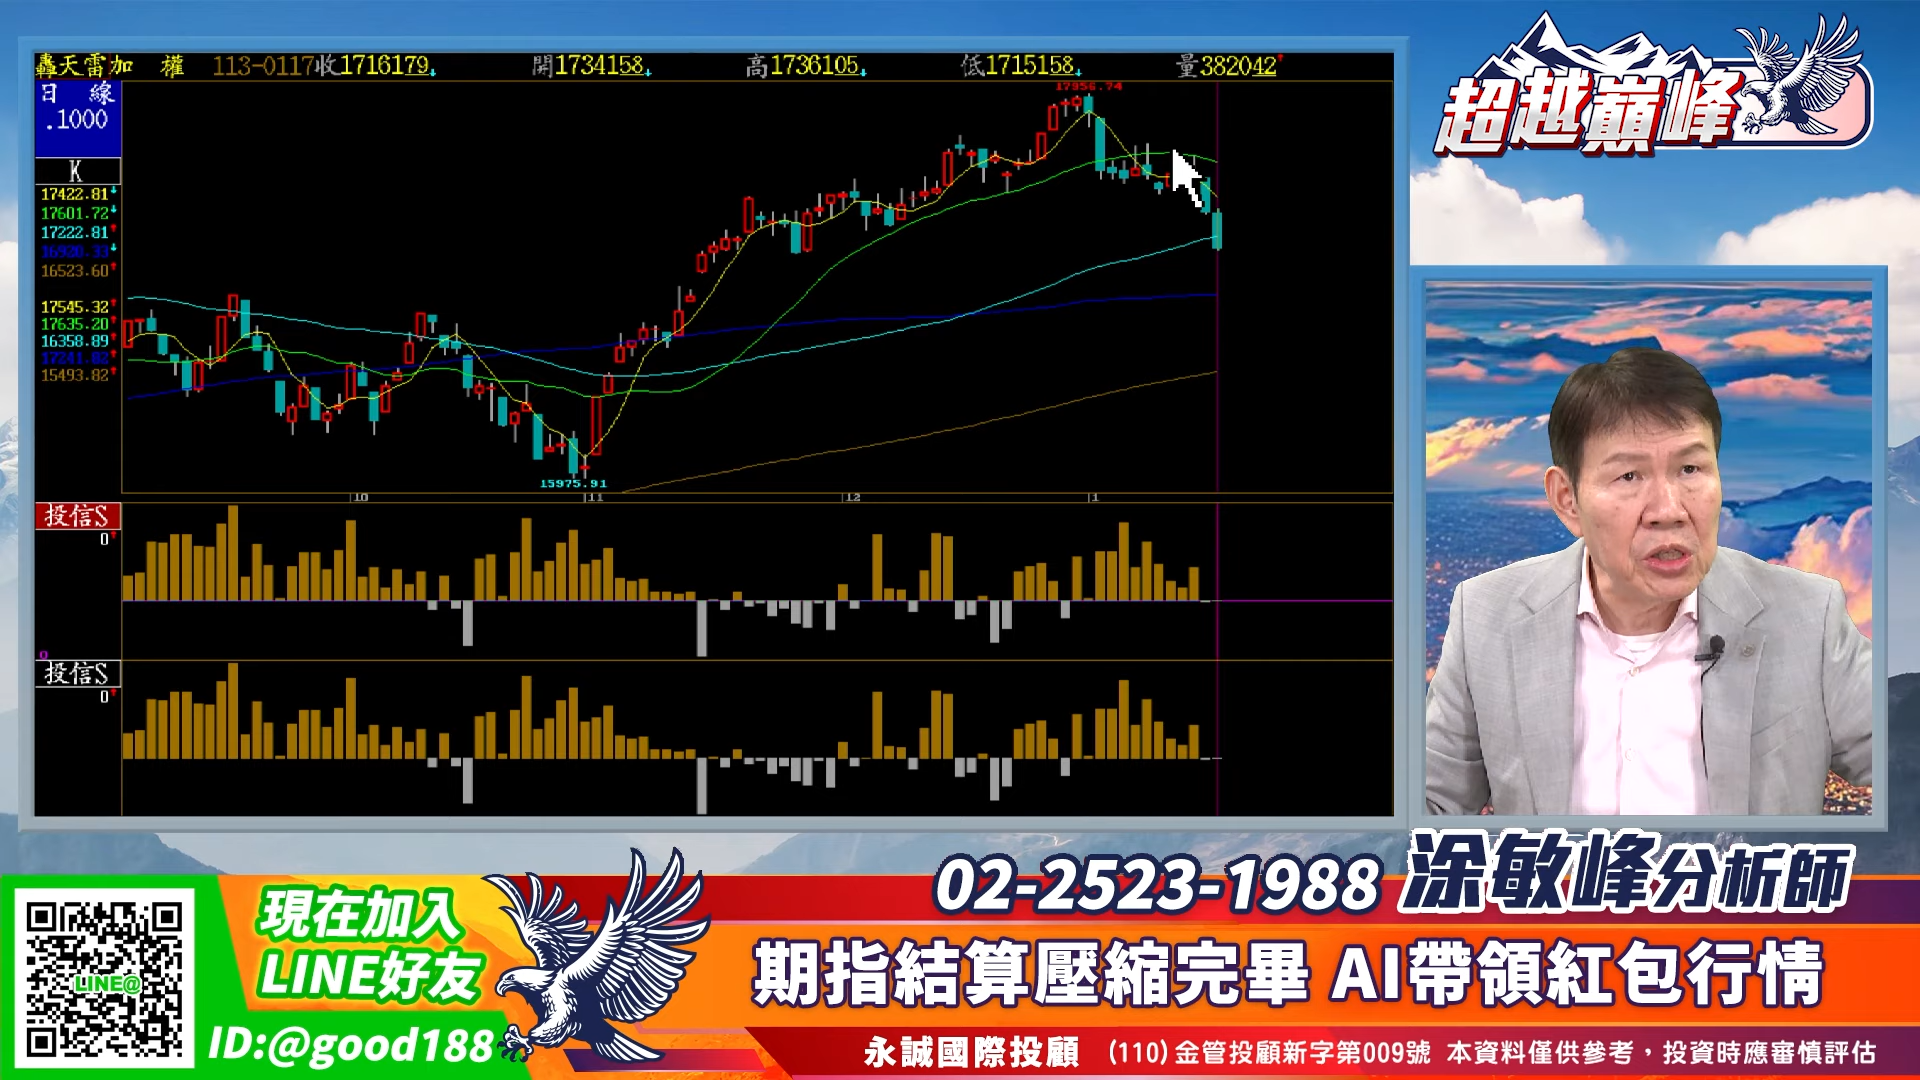 轟天雷加 權 113-0117收1716179↓ 開1734158↓ 高1736105↓ 低1715158↓ 量382042↑
日 線
.1000
K
17422.81↓
17601.72↓
17222.81↑
16920.33↓
16523.60↑
17545.32↑
17635.20↑
16358.89↑
17241.82↑
15493.82↑
17956.74
15975.91
10
11
12
1
投信S
0↑
0
投信S
0↑
超越巔峰
02-2523-1988 涂敏峰分析師
現在加入
LINE好友
LINE@
ID:@good188
期指結算壓縮完畢 AI帶領紅包行情
永誠國際投顧 (110)金管投顧新字第009號 本資料僅供參考，投資時應審慎評估